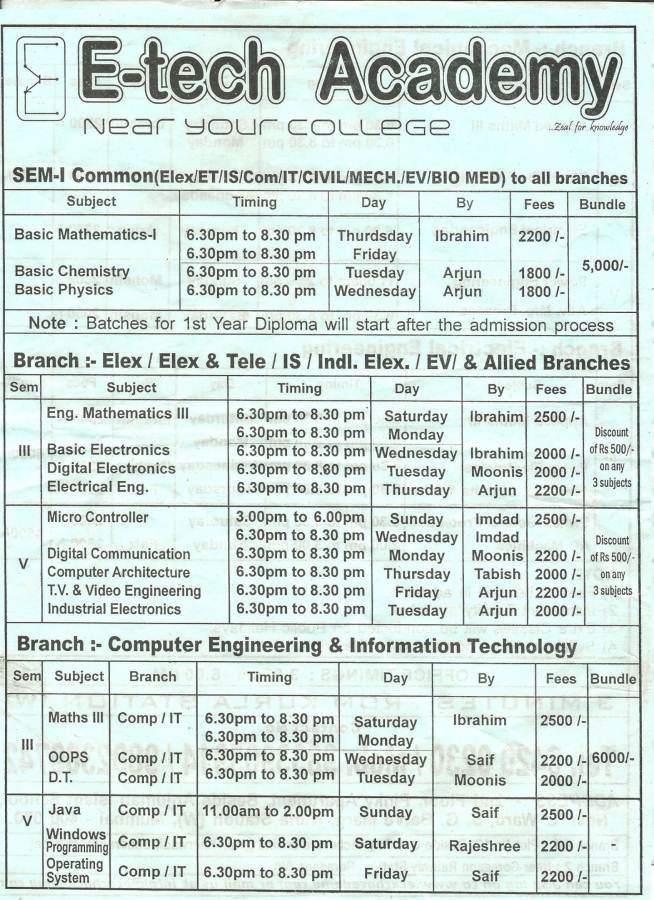 E-tech Academy
Near your college
..Zeal for knowledge
SEM-I Common(Elex/ET/IS/Com/IT/CIVIL/MECH./EV/BIO MED) to all branches
Subject Timing Day By Fees Bundle
Basic Mathematics-I 6.30pm to 8.30 pm Thurdsday Ibrahim 2200 /-
6.30pm to 8.30 pm Friday
5,000/-
Basic Chemistry 6.30pm to 8.30 pm Tuesday Arjun 1800 /-
Basic Physics 6.30pm to 8.30 pm Wednesday Arjun 1800 /-
Note : Batches for 1st Year Diploma will start after the admission process
Branch :- Elex / Elex & Tele / IS / Indl. Elex. / EV/ & Allied Branches
Sem Subject Timing Day By Fees Bundle
III Eng. Mathematics III 6.30pm to 8.30 pm Saturday Ibrahim 2500 /-
6.30pm to 8.30 pm Monday
Basic Electronics 6.30pm to 8.30 pm Wednesday Ibrahim 2000 /-
Digital Electronics 6.30pm to 8.60 pm Tuesday Moonis 2000 /-
Electrical Eng. 6.30pm to 8.30 pm Thursday Arjun 2200 /-
Discount
of Rs 500/-
on any
3 subjects
V Micro Controller 3.00pm to 6.00pm Sunday Imdad 2500 /-
6.30pm to 8.30 pm Wednesday Imdad
Digital Communication 6.30pm to 8.30 pm Monday Moonis 2200 /-
Computer Architecture 6.30pm to 8.30 pm Thursday Tabish 2000 /-
T.V. & Video Engineering 6.30pm to 8.30 pm Friday Arjun 2200 /-
Industrial Electronics 6.30pm to 8.30 pm Tuesday Arjun 2000 /-
Discount
of Rs 500/-
on any
3 subjects
Branch :- Computer Engineering & Information Technology
Sem Subject Branch Timing Day By Fees Bundle
III Maths III Comp / IT 6.30pm to 8.30 pm Saturday Ibrahim 2500 /-
6.30pm to 8.30 pm Monday
OOPS Comp / IT 6.30pm to 8.30 pm Wednesday Saif 2200 /- 6000/-
D.T. Comp / IT 6.30pm to 8.30 pm Tuesday Moonis 2000 /-
V Java Comp / IT 11.00am to 2.00pm Sunday Saif 2500 /-
Windows
Programming Comp / IT 6.30pm to 8.30 pm Saturday Rajeshree 2200 /- -
Operating
System Comp / IT 6.30pm to 8.30 pm Friday Saif 2200 /-